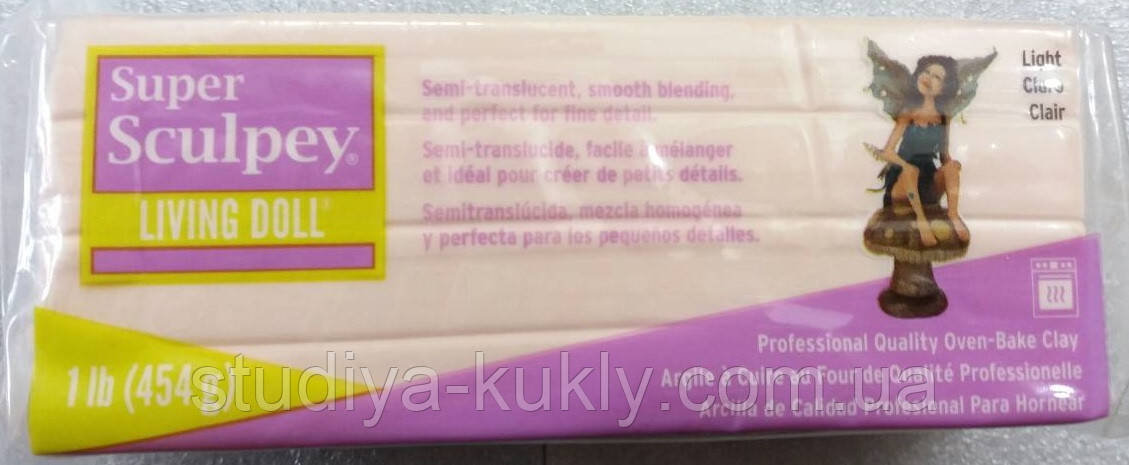 Super
Sculpey®
LIVING DOLL
Semi-translucent, smooth blending,
and perfect for fine detail.
Semi-translucide, facile à mélanger
et idéal pour créer de petits détails.
Semitranslúcida, mezcla homogénea
y perfecta para los pequeños detalles.
Light
Claro
Clair
1 lb (454g)
Professional Quality Oven-Bake Clay
Argile à Cuire au Four de Qualité Professionelle
Arcilla de Calidad Profesional Para Hornear
studiya-kukly.com.ua